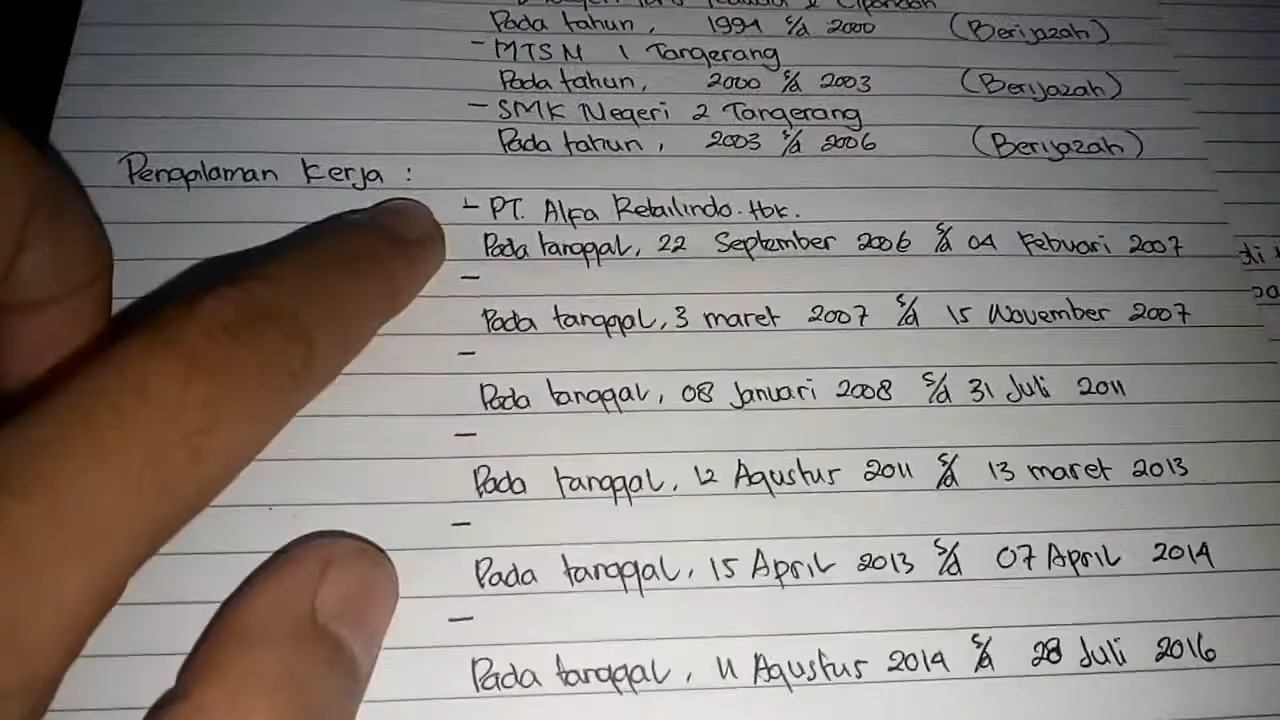 Pada tahun, 1994 s/d 2000 (Berijazah)
- MTSN 1 Tangerang
Pada tahun, 2000 s/d 2003 (Berijazah)
- SMK Negeri 2 Tangerang
Pada tahun, 2003 s/d 2006 (Berijazah)
Pengalaman Kerja :
- PT. Alfa Retailindo. tbk.
Pada tanggal, 22 September 2006 s/d 04 Febuari 2007
-
Pada tanggal, 3 maret 2007 s/d 15 November 2007
-
Pada tanggal, 08 Januari 2008 s/d 31 Juli 2011
-
Pada tanggal, 12 Agustus 2011 s/d 13 maret 2013
-
Pada tanggal, 15 April 2013 s/d 07 April 2014
-
Pada tanggal, 11 Agustus 2014 s/d 28 Juli 2016
di